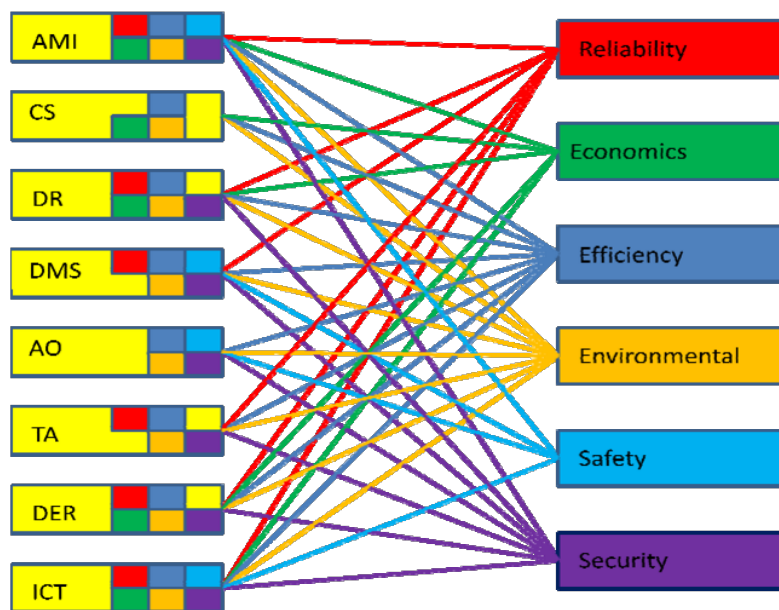 AMI
CS
DR
DMS
AO
TA
DER
ICT
Reliability
Economics
Efficiency
Environmental
Safety
Security